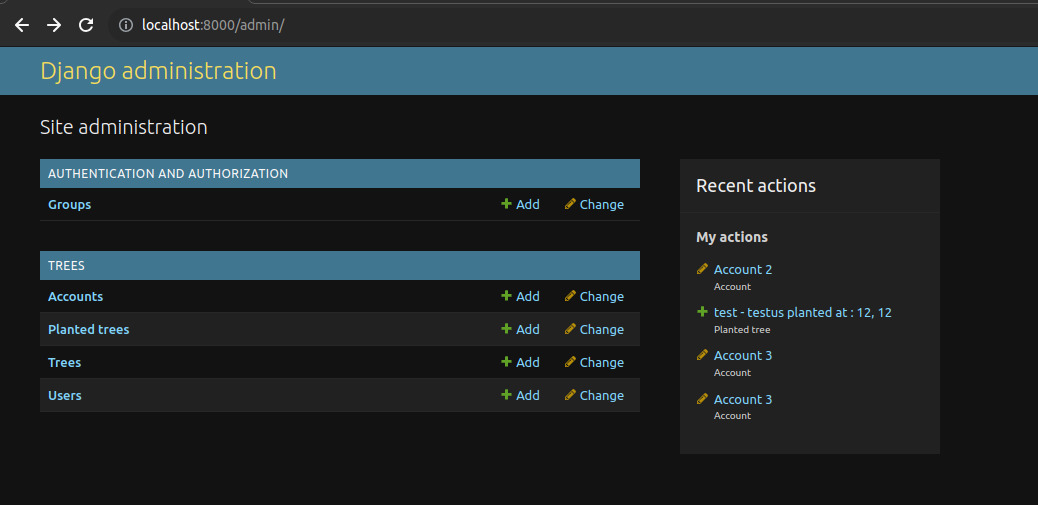 localhost:8000/admin/
Django administration
Site administration
AUTHENTICATION AND AUTHORIZATION
Groups Add Change
TREES
Accounts Add Change
Planted trees Add Change
Trees Add Change
Users Add Change
Recent actions
My actions
Account 2
Account
test - testus planted at : 12, 12
Planted tree
Account 3
Account
Account 3
Account